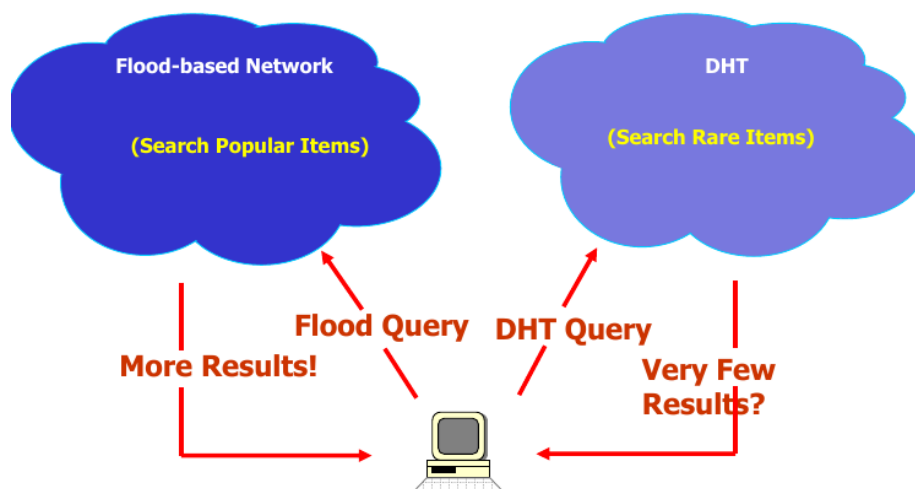 Flood-based Network
(Search Popular Items)
DHT
(Search Rare Items)
Flood Query
DHT Query
More Results!
Very Few
Results?